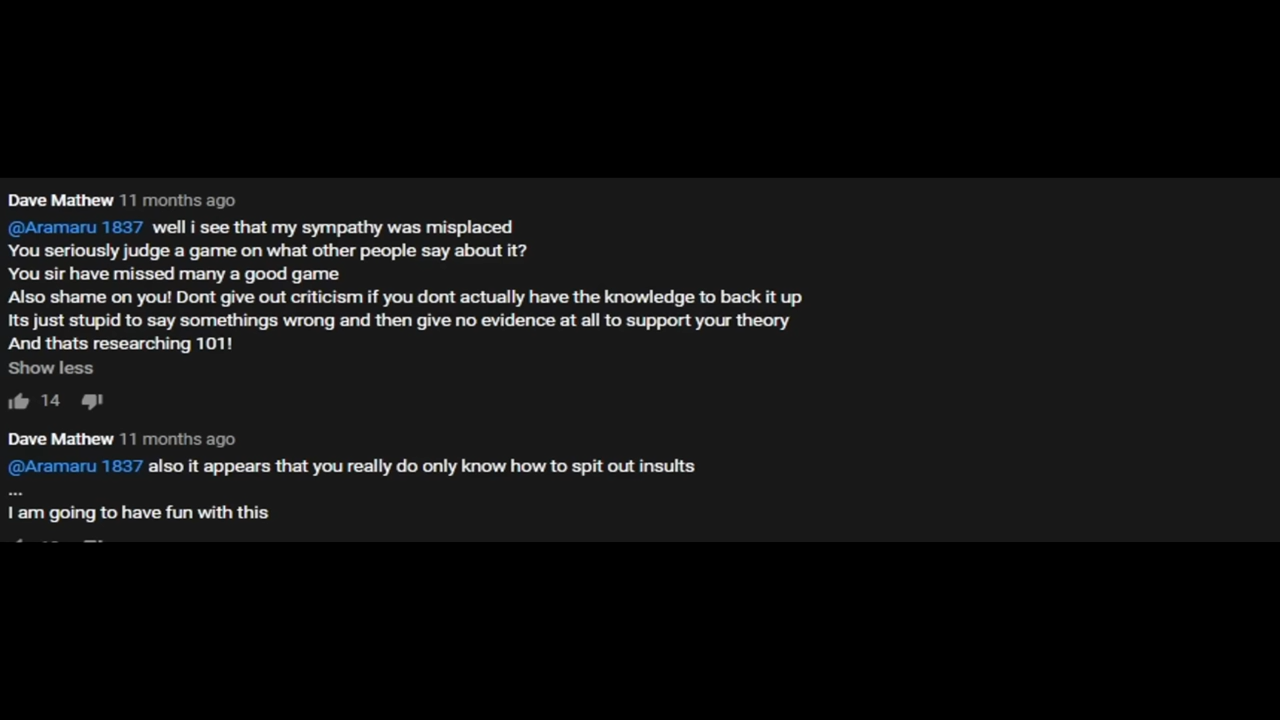 Dave Mathew 11 months ago
@Aramaru 1837 well i see that my sympathy was misplaced
You seriously judge a game on what other people say about it?
You sir have missed many a good game
Also shame on you! Dont give out criticism if you dont actually have the knowledge to back it up
Its just stupid to say somethings wrong and then give no evidence at all to support your theory
And thats researching 101!
Show less
14
Dave Mathew 11 months ago
@Aramaru 1837 also it appears that you really do only know how to spit out insults
...
I am going to have fun with this